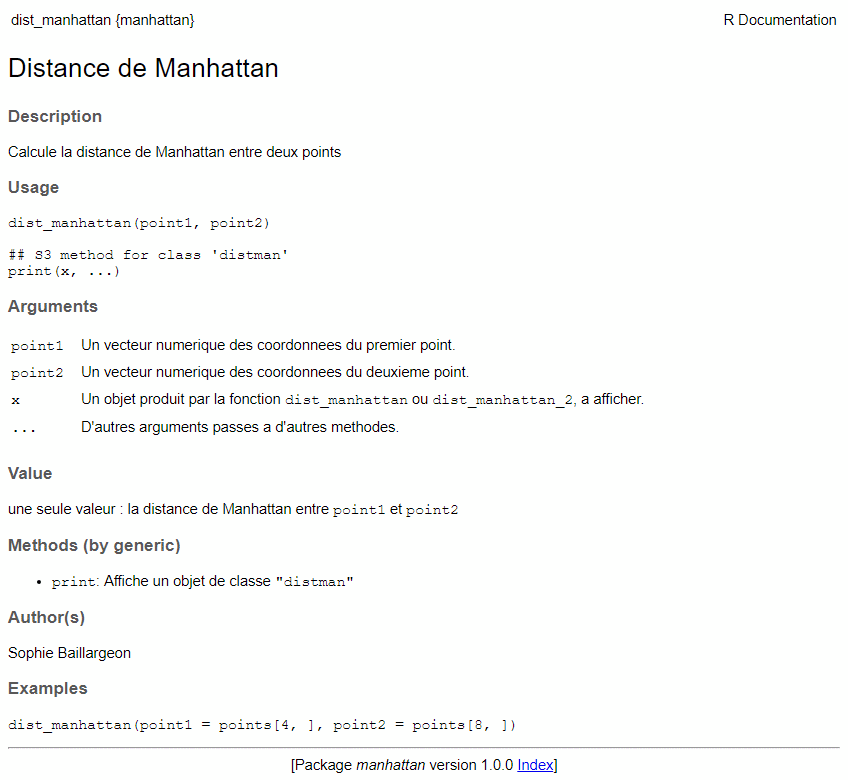 dist_manhattan {manhattan} R Documentation
Distance de Manhattan
Description
Calcule la distance de Manhattan entre deux points
Usage
dist_manhattan(point1, point2)
## S3 method for class 'distman'
print(x, ...)
Arguments
point1 Un vecteur numerique des coordonnees du premier point.
point2 Un vecteur numerique des coordonnees du deuxieme point.
x Un objet produit par la fonction dist_manhattan ou dist_manhattan_2, a afficher.
... D'autres arguments passes a d'autres methodes.
Value
une seule valeur : la distance de Manhattan entre point1 et point2
Methods (by generic)
• print: Affiche un objet de classe "distman"
Author(s)
Sophie Baillargeon
Examples
dist_manhattan(point1 = points[4, ], point2 = points[8, ])
[Package manhattan version 1.0.0 Index]